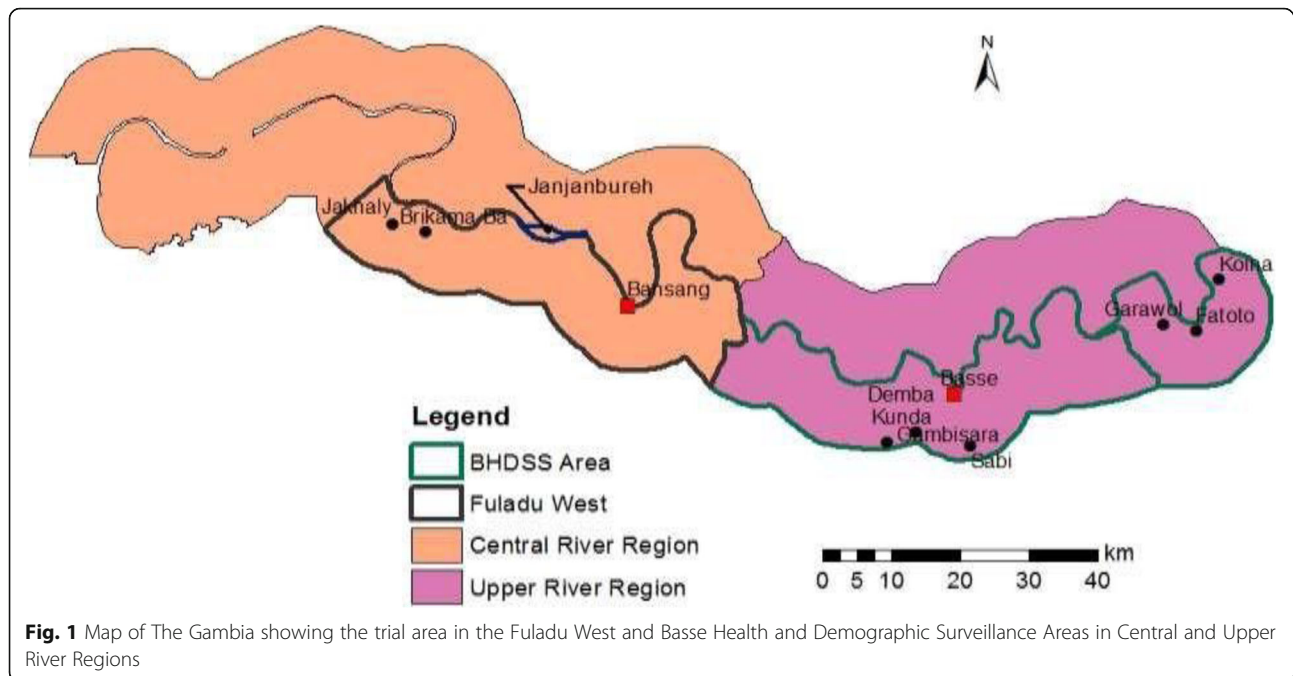 N
Janjanbureh
Jakhaly
Brikama Ba
Bansang
Koina
Garawol
Fatoto
Basse
Demba
Kunda
Gambisara
Sabi
Legend
BHDSS Area
Fuladu West
Central River Region
Upper River Region
km
0 5 10 20 30 40
Fig. 1 Map of The Gambia showing the trial area in the Fuladu West and Basse Health and Demographic Surveillance Areas in Central and Upper
River Regions